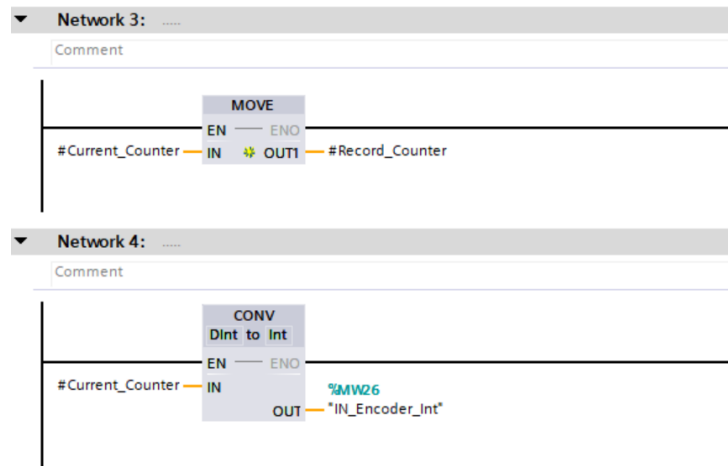 Network 3: .....
Comment
MOVE
EN ENO
#Current_Counter IN OUT1 #Record_Counter
Network 4: .....
Comment
CONV
DInt to Int
EN ENO
#Current_Counter IN
%MW26
OUT "IN_Encoder_Int"